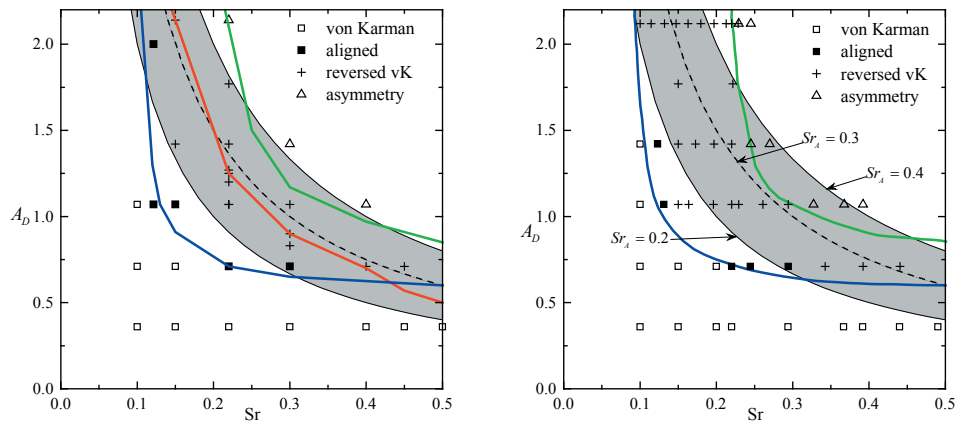 2.0
1.5
1.0
0.5
0.0
A_D
0.0 0.1 0.2 0.3 0.4 0.5
Sr
von Karman
aligned
reversed vK
asymmetry
2.0
1.5
1.0
0.5
0.0
A_D
0.0 0.1 0.2 0.3 0.4 0.5
Sr
von Karman
aligned
reversed vK
asymmetry
Sr_A = 0.3
Sr_A = 0.4
Sr_A = 0.2